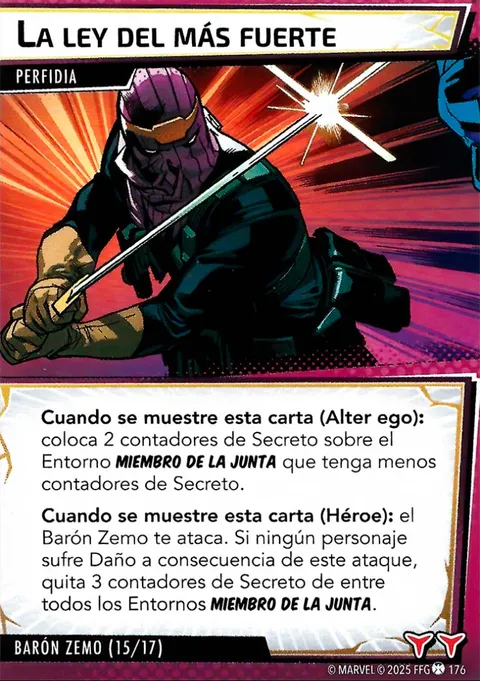 La ley del más fuerte
PERFIDIA
Cuando se muestre esta carta (Alter ego):
coloca 2 contadores de Secreto sobre el
Entorno MIEMBRO DE LA JUNTA que tenga menos
contadores de Secreto.
Cuando se muestre esta carta (Héroe): el
Barón Zemo te ataca. Si ningún personaje
sufre Daño a consecuencia de este ataque,
quita 3 contadores de Secreto de entre
todos los Entornos MIEMBRO DE LA JUNTA.
BARÓN ZEMO (15/17)
© MARVEL © 2025 FFG 176